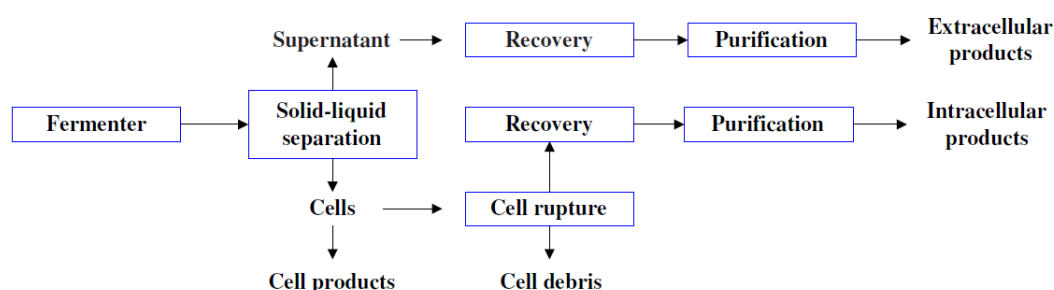 Supernatant
Recovery
Purification
Extracellular
products
Fermenter
Solid-liquid
separation
Recovery
Purification
Intracellular
products
Cells
Cell rupture
Cell products
Cell debris